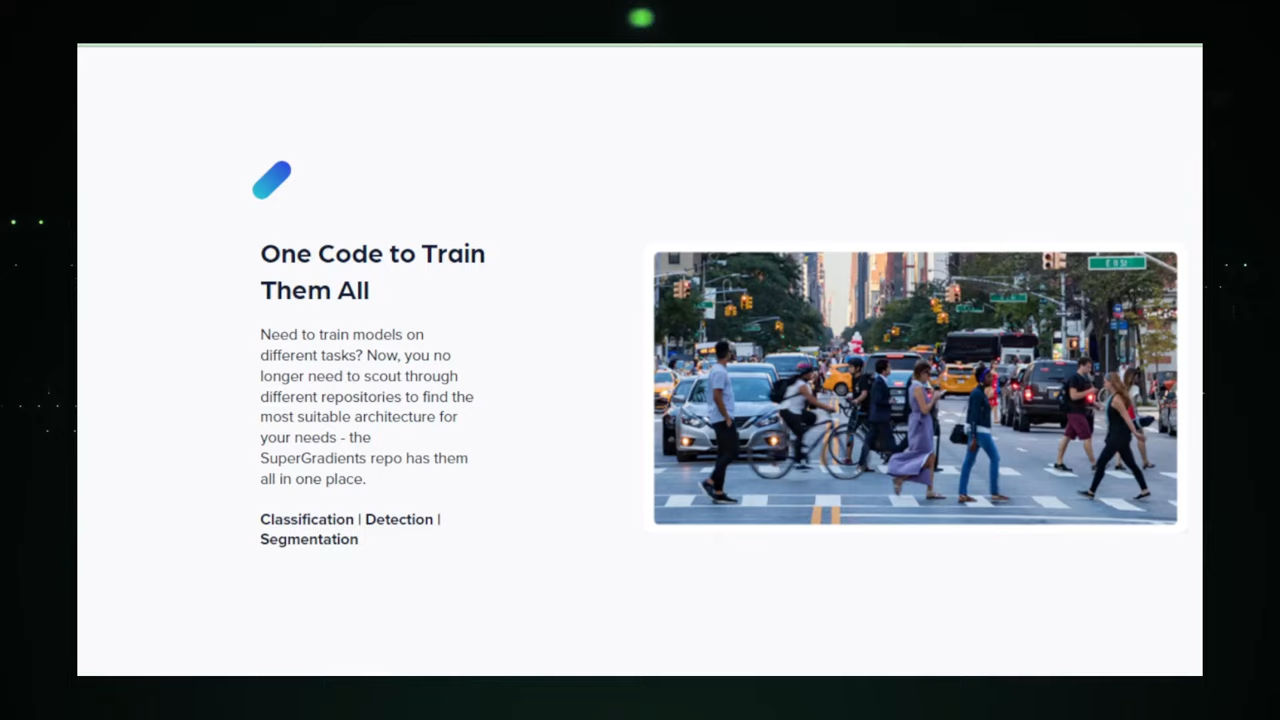 One Code to Train
Them All
Need to train models on
different tasks? Now, you no
longer need to scout through
different repositories to find the
most suitable architecture for
your needs - the
SuperGradients repo has them
all in one place.
Classification | Detection |
Segmentation
E 11 St